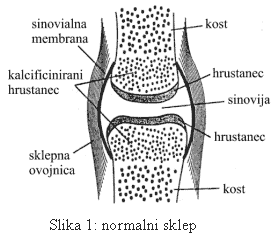 sinovialna
membrana
kalcificinirani
hrustanec
sklepna
ovojnica
kost
hrustanec
sinovija
hrustanec
kost
Slika 1: normalni sklep